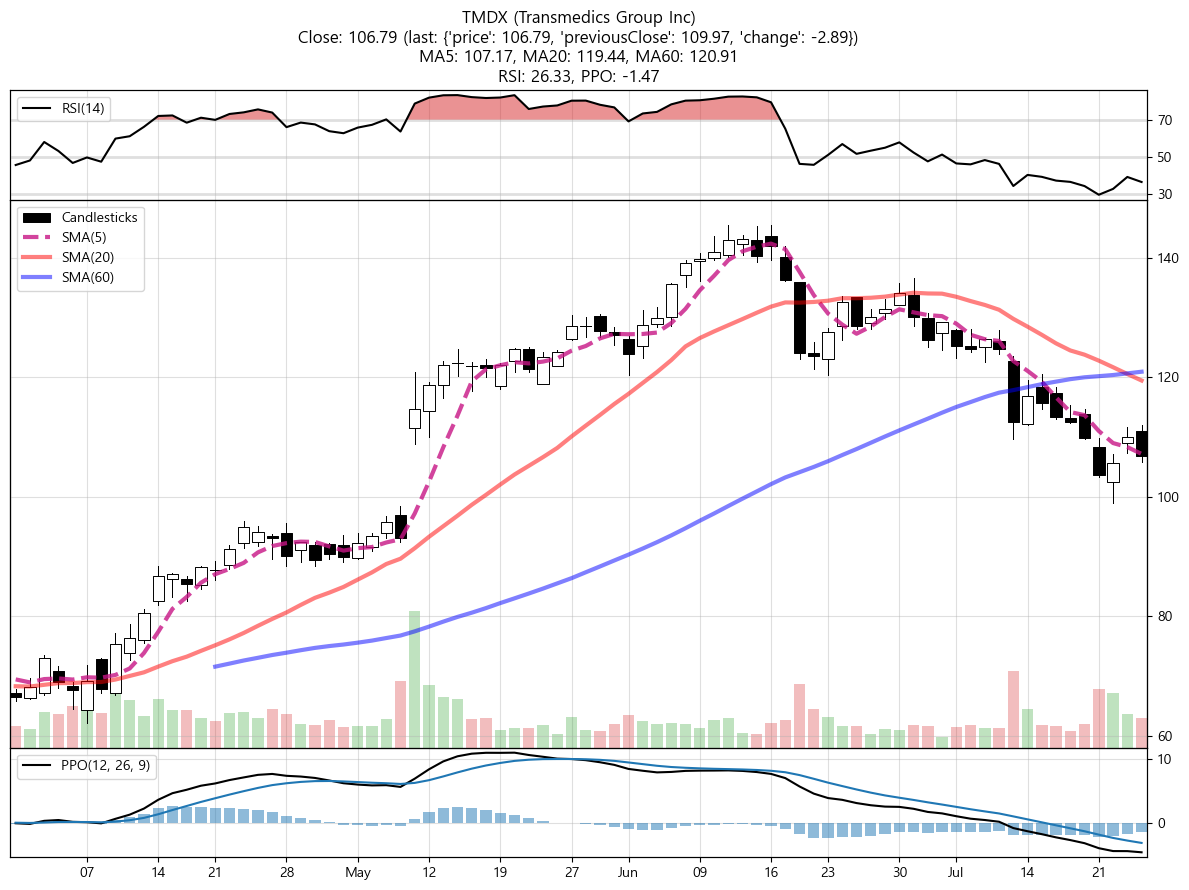 TMDX (Transmedics Group Inc)
Close: 106.79 (last: {'price': 106.79, 'previousClose': 109.97, 'change': -2.89})
MA5: 107.17, MA20: 119.44, MA60: 120.91
RSI: 26.33, PPO: -1.47
RSI(14)
70
50
30
Candlesticks
SMA(5)
SMA(20)
SMA(60)
140
120
100
80
60
PPO(12, 26, 9)
10
0
07 14 21 28 May 12 19 27 Jun 09 16 23 30 Jul 14 21